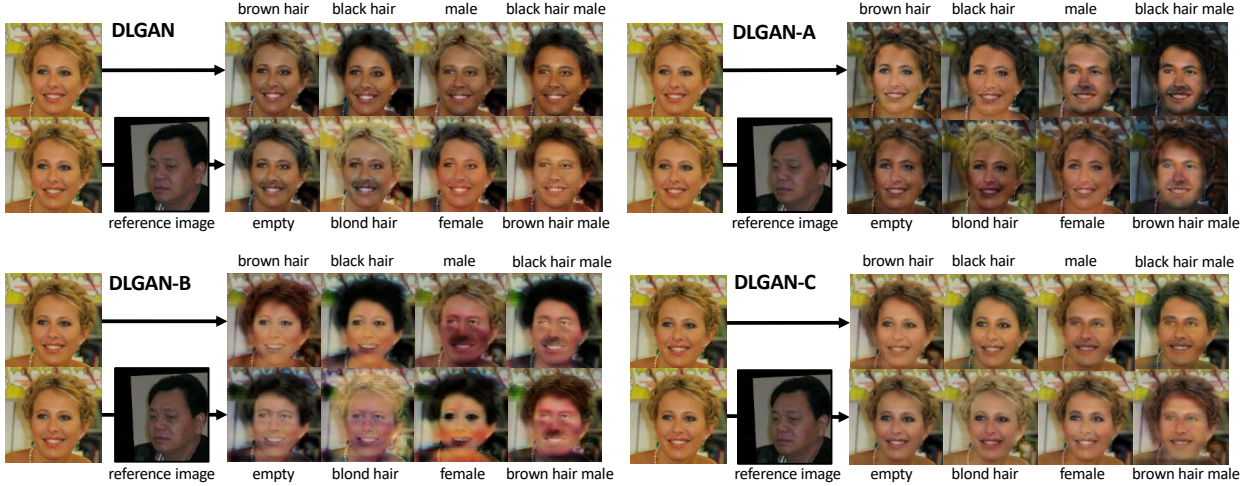 brown hair black hair male black hair male
DLGAN
reference image
empty blond hair female brown hair male
brown hair black hair male black hair male
DLGAN-A
reference image
empty blond hair female brown hair male
brown hair black hair male black hair male
DLGAN-B
reference image
empty blond hair female brown hair male
brown hair black hair male black hair male
DLGAN-C
reference image
empty blond hair female brown hair male